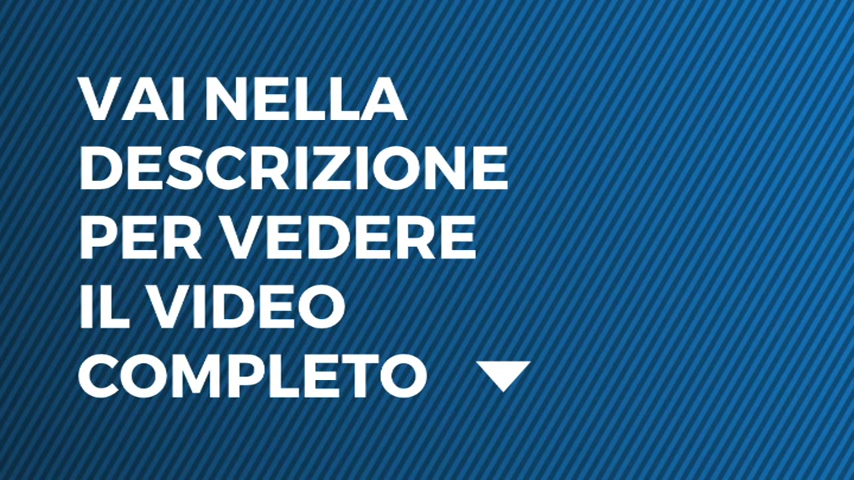 VAI NELLA
DESCRIZIONE
PER VEDERE
IL VIDEO
COMPLETO